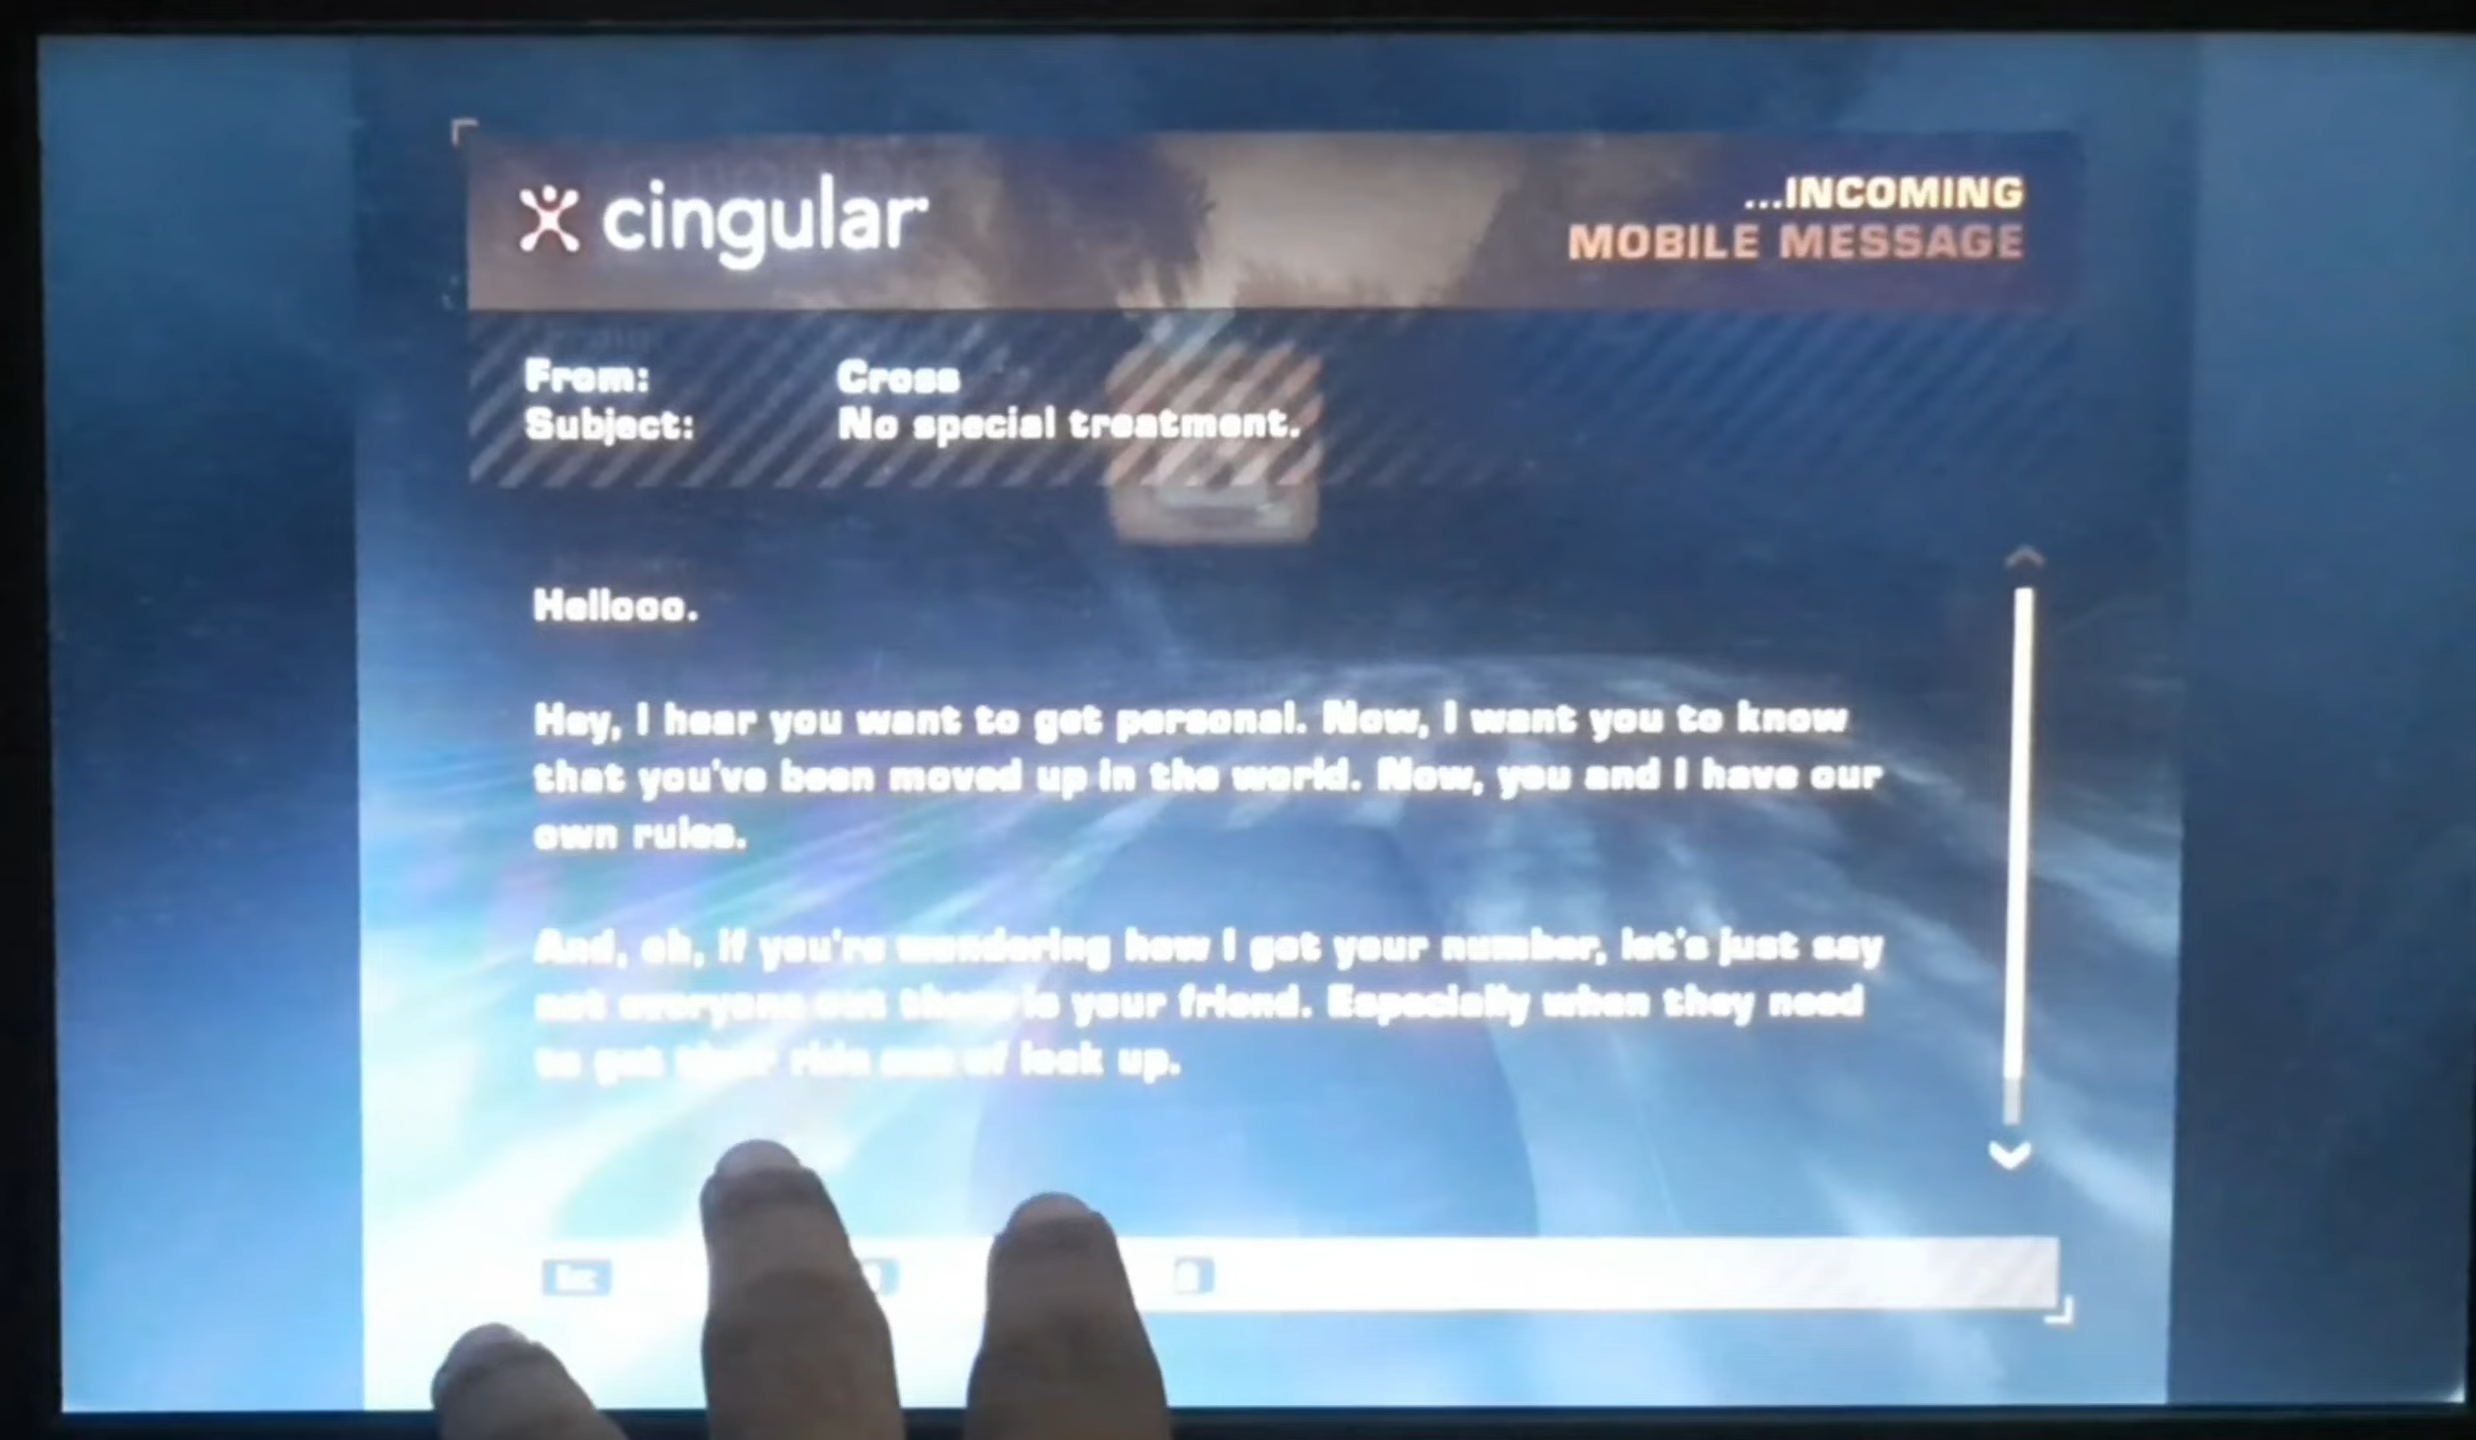 cingular
...INCOMING
MOBILE MESSAGE
From: Cross
Subject: No special treatment.
Hellooo.
Hey, I hear you want to get personal. Now, I want you to know
that you've been moved up in the world. Now, you and I have our
own rules.
And, oh, if you're wondering how I got your number, let's just say
not everyone out there is your friend. Especially when they need
to get their ride out of lock up.